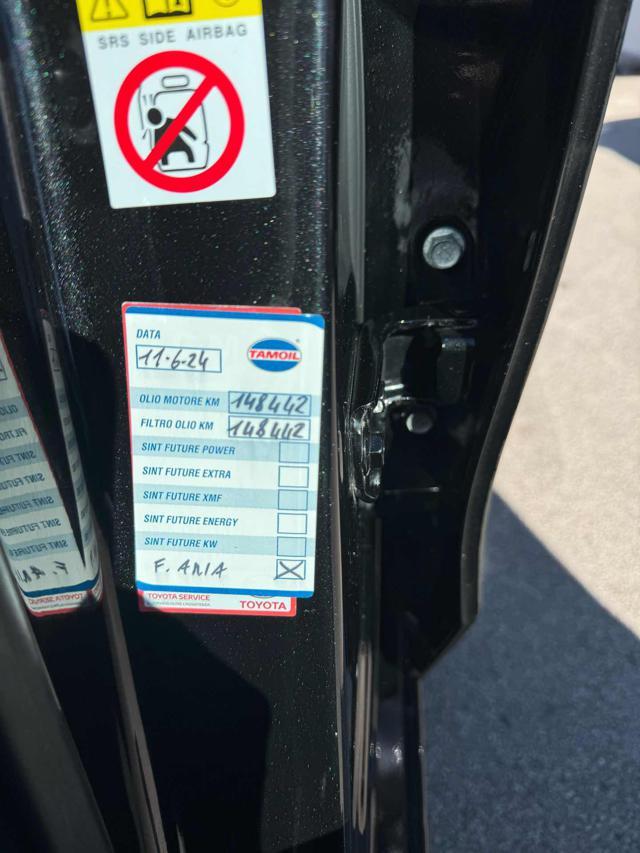 SRS SIDE AIRBAG
DATA
TAMOIL
11-6-24
OLIO MOTORE KM 148442
FILTRO OLIO KM 148442
SINT FUTURE POWER
SINT FUTURE EXTRA
SINT FUTURE XMF
SINT FUTURE ENERGY
SINT FUTURE KW
F. ARIA
TOYOTA SERVICE
TOYOTA